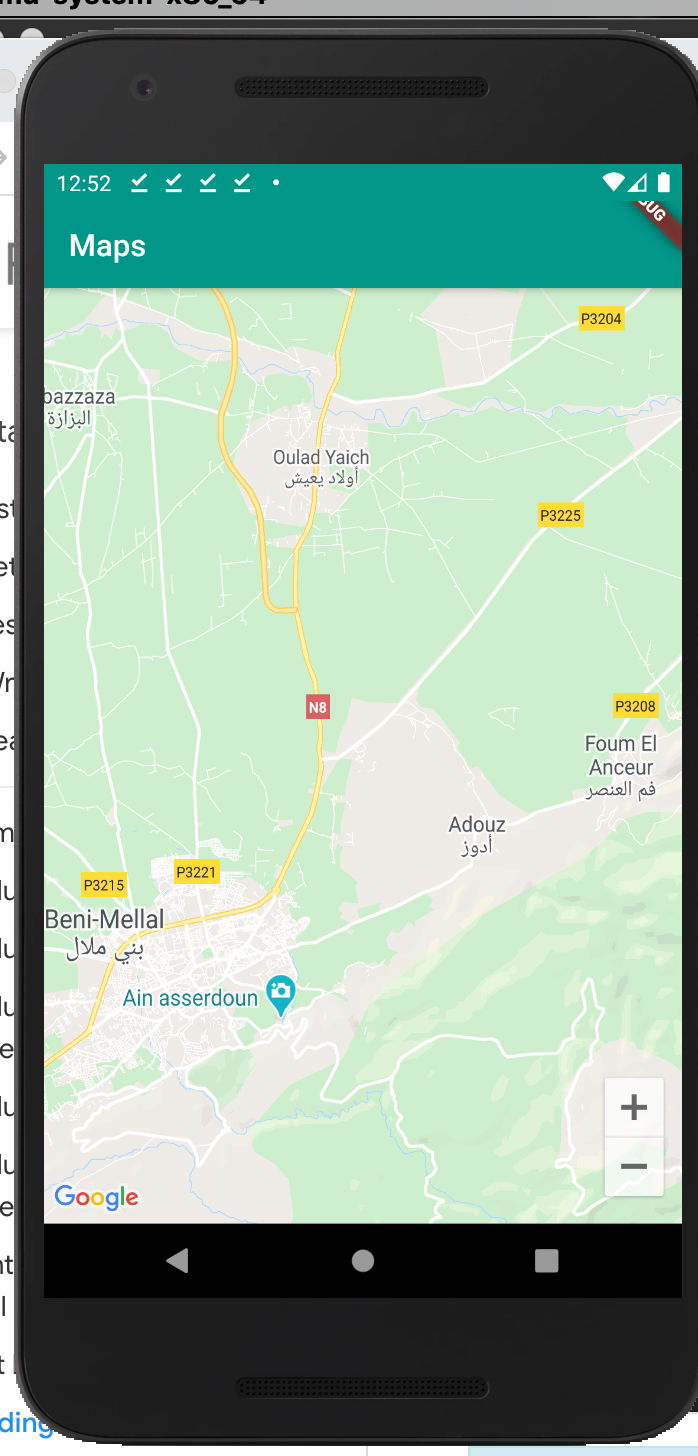 12:52
Maps
P3204
bazzaza
البزازة
Oulad Yaich
أولاد يعيش
P3225
N8
P3208
Foum El
Anceur
فم العنصر
Adouz
أدوز
P3221
P3215
Beni-Mellal
بني ملال
Ain asserdoun
Google